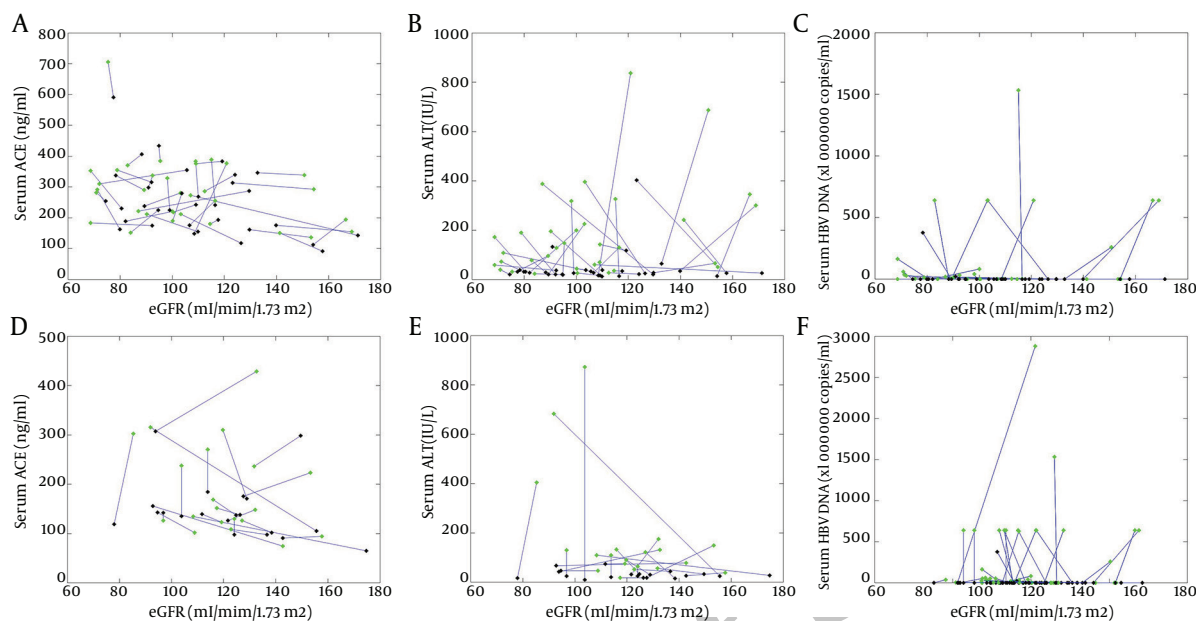 A
B
C
Serum ACE (ng/ml)
800
700
600
500
400
300
200
100
0
60 80 100 120 140 160 180
eGFR (ml/mim/1.73 m2)
Serum ALT(IU/L)
1000
800
600
400
200
0
60 80 100 120 140 160 180
eGFR (ml/mim/1.73 m2)
Serum HBV DNA (x1 000000 copies/ml)
2000
1500
1000
500
0
60 80 100 120 140 160 180
eGFR (ml/mim/1.73 m2)
D
E
F
Serum ACE (ng/ml)
500
400
300
200
100
0
60 80 100 120 140 160 180
eGFR (ml/mim/1.73 m2)
Serum ALT(IU/L)
1000
800
600
400
200
0
60 80 100 120 140 160 180
eGFR (ml/mim/1.73 m2)
Serum HBV DNA (x1 000000 copies/ml)
3000
2500
2000
1500
1000
500
0
60 80 100 120 140 160 180
eGFR (ml/mim/1.73 m2)